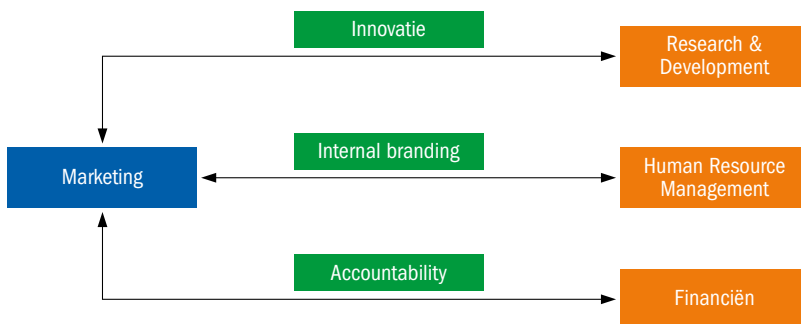 Innovatie
Research &
Development
Internal branding
Marketing
Human Resource
Management
Accountability
Financiën